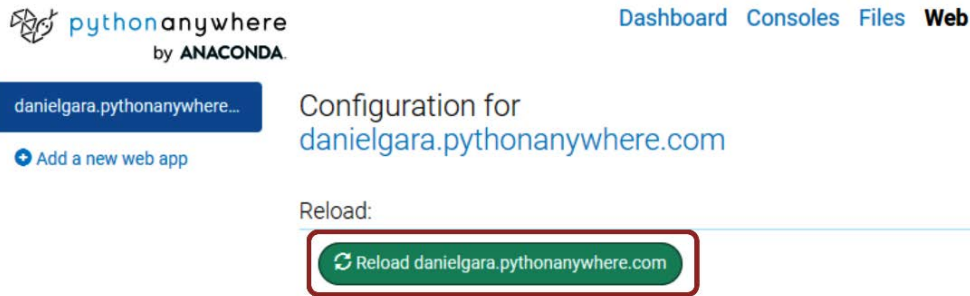 pythonanywhere
by ANACONDA.
Dashboard Consoles Files Web
danielgara.pythonanywhere...
Add a new web app
Configuration for
danielgara.pythonanywhere.com
Reload:
Reload danielgara.pythonanywhere.com